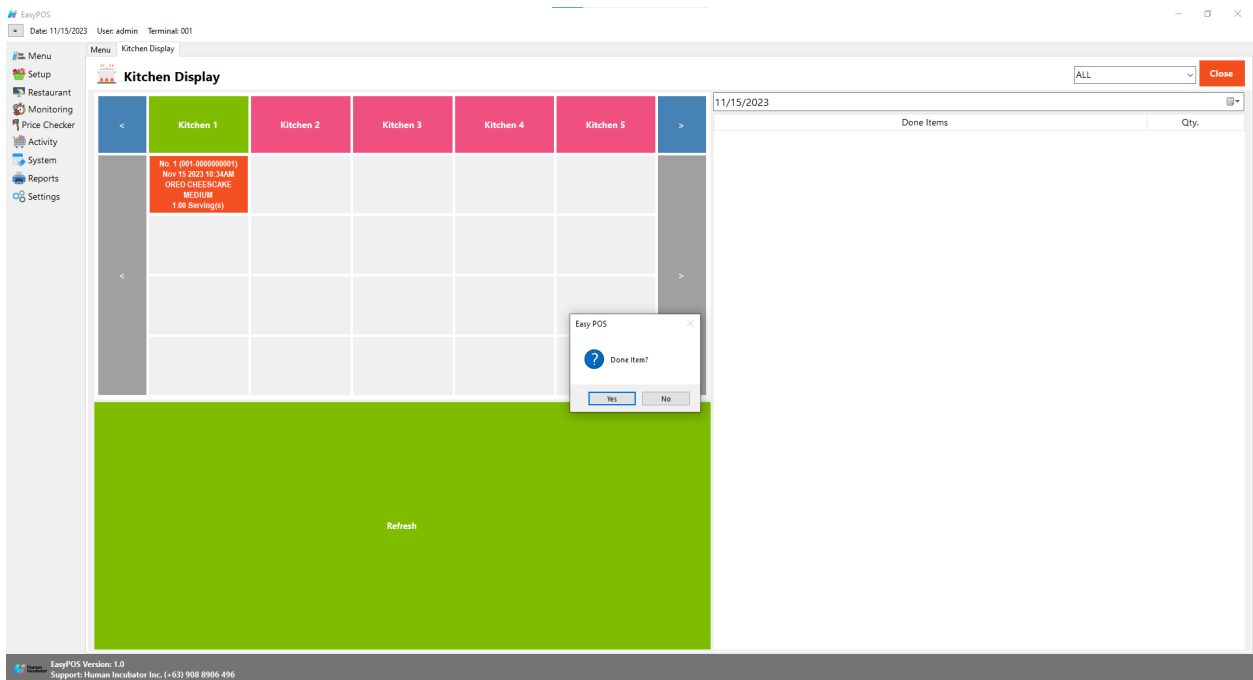 EasyPOS
Date: 11/15/2023 User: admin Terminal: 001
Menu
Setup
Restaurant
Monitoring
Price Checker
Activity
System
Reports
Settings
Menu Kitchen Display
Kitchen Display
ALL
Close
< Kitchen 1 Kitchen 2 Kitchen 3 Kitchen 4 Kitchen 5 >
No. 1 (001-0000000001)
Nov 15 2023 10:34AM
OREO CHEESCAKE
MEDIUM
1.00 Serving(s)
< >
11/15/2023
Done Items Qty.
Easy POS
Done Item?
Yes No
Refresh
Human
Incubator
EasyPOS Version: 1.0
Support: Human Incubator Inc. (+63) 908 8906 496